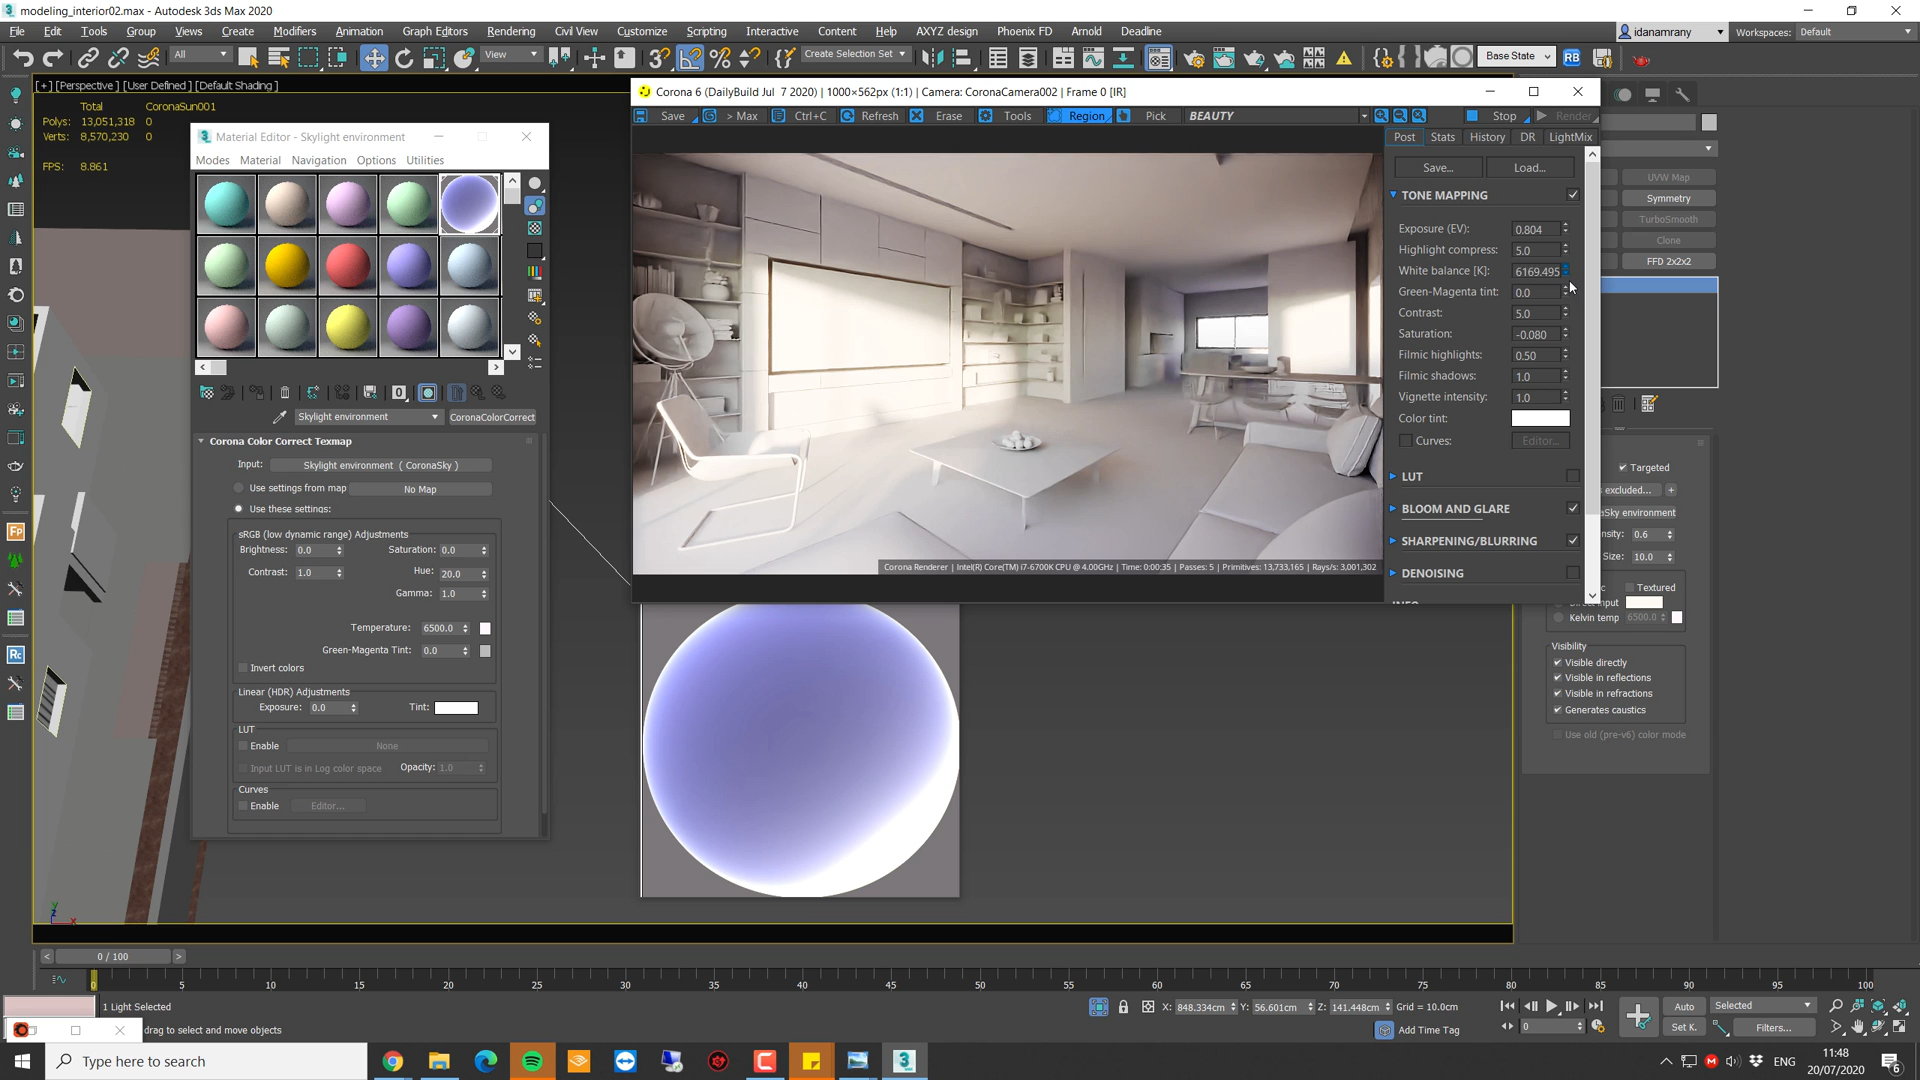 modeling_interior02.max - Autodesk 3ds Max 2020
File Edit Tools Group Views Create Modifiers Animation Graph Editors Rendering Civil View Customize Scripting Interactive Content Help AXYZ design Phoenix FD Arnold Deadline
idanamrany Workspaces: Default
All View Create Selection Set Base State RB
[+] [Perspective ] [User Defined ] [Default Shading ]
Total CoronaSun001
Polys: 13,051,318 0
Verts: 8,570,230 0
FPS: 8.861
Material Editor - Skylight environment
Modes Material Navigation Options Utilities
Skylight environment CoronaColorCorrect
Corona Color Correct Texmap
Input: Skylight environment ( CoronaSky )
Use settings from map No Map
Use these settings:
sRGB (low dynamic range) Adjustments
Brightness: 0.0 Saturation: 0.0
Contrast: 1.0 Hue: 20.0
Gamma: 1.0
Temperature: 6500.0
Green-Magenta Tint: 0.0
Invert colors
Linear (HDR) Adjustments
Exposure: 0.0 Tint:
LUT
Enable None
Input LUT is in Log color space Opacity: 1.0
Curves
Enable Editor...
Corona 6 (DailyBuild Jul 7 2020) | 1000×562px (1:1) | Camera: CoronaCamera002 | Frame 0 [IR]
Save > Max Ctrl+C Refresh Erase Tools Region Pick BEAUTY Stop Render
Post Stats History DR LightMix
Save... Load...
TONE MAPPING
Exposure (EV): 0.804
Highlight compress: 5.0
White balance [K]: 6169.495
Green-Magenta tint: 0.0
Contrast: 5.0
Saturation: -0.080
Filmic highlights: 0.50
Filmic shadows: 1.0
Vignette intensity: 1.0
Color tint:
Curves: Editor...
LUT
BLOOM AND GLARE
SHARPENING/BLURRING
DENOISING
Corona Renderer | Intel(R) Core(TM) i7-6700K CPU @ 4.00GHz | Time: 0:00:35 | Passes: 5 | Primitives: 13,733,165 | Rays/s: 3,001,302
UVW Map
Symmetry
TurboSmooth
Clone
FFD 2x2x2
Targeted
excluded... +
Sky environment
nsity: 0.6
Size: 10.0
Textured
input
Kelvin temp 6500.0
Visibility
Visible directly
Visible in reflections
Visible in refractions
Generates caustics
Use old (pre-v6) color mode
< 0 / 100 >
0 5 10 15 20 25 30 35 40 45 50 55 60 65 70 75 80 85 90 95 100
1 Light Selected
drag to select and move objects
X: 848.334cm Y: 56.601cm Z: 141.448cm Grid = 10.0cm
Add Time Tag
0
Auto Selected
Set K. Filters...
Type here to search
ENG
11:48
20/07/2020
6